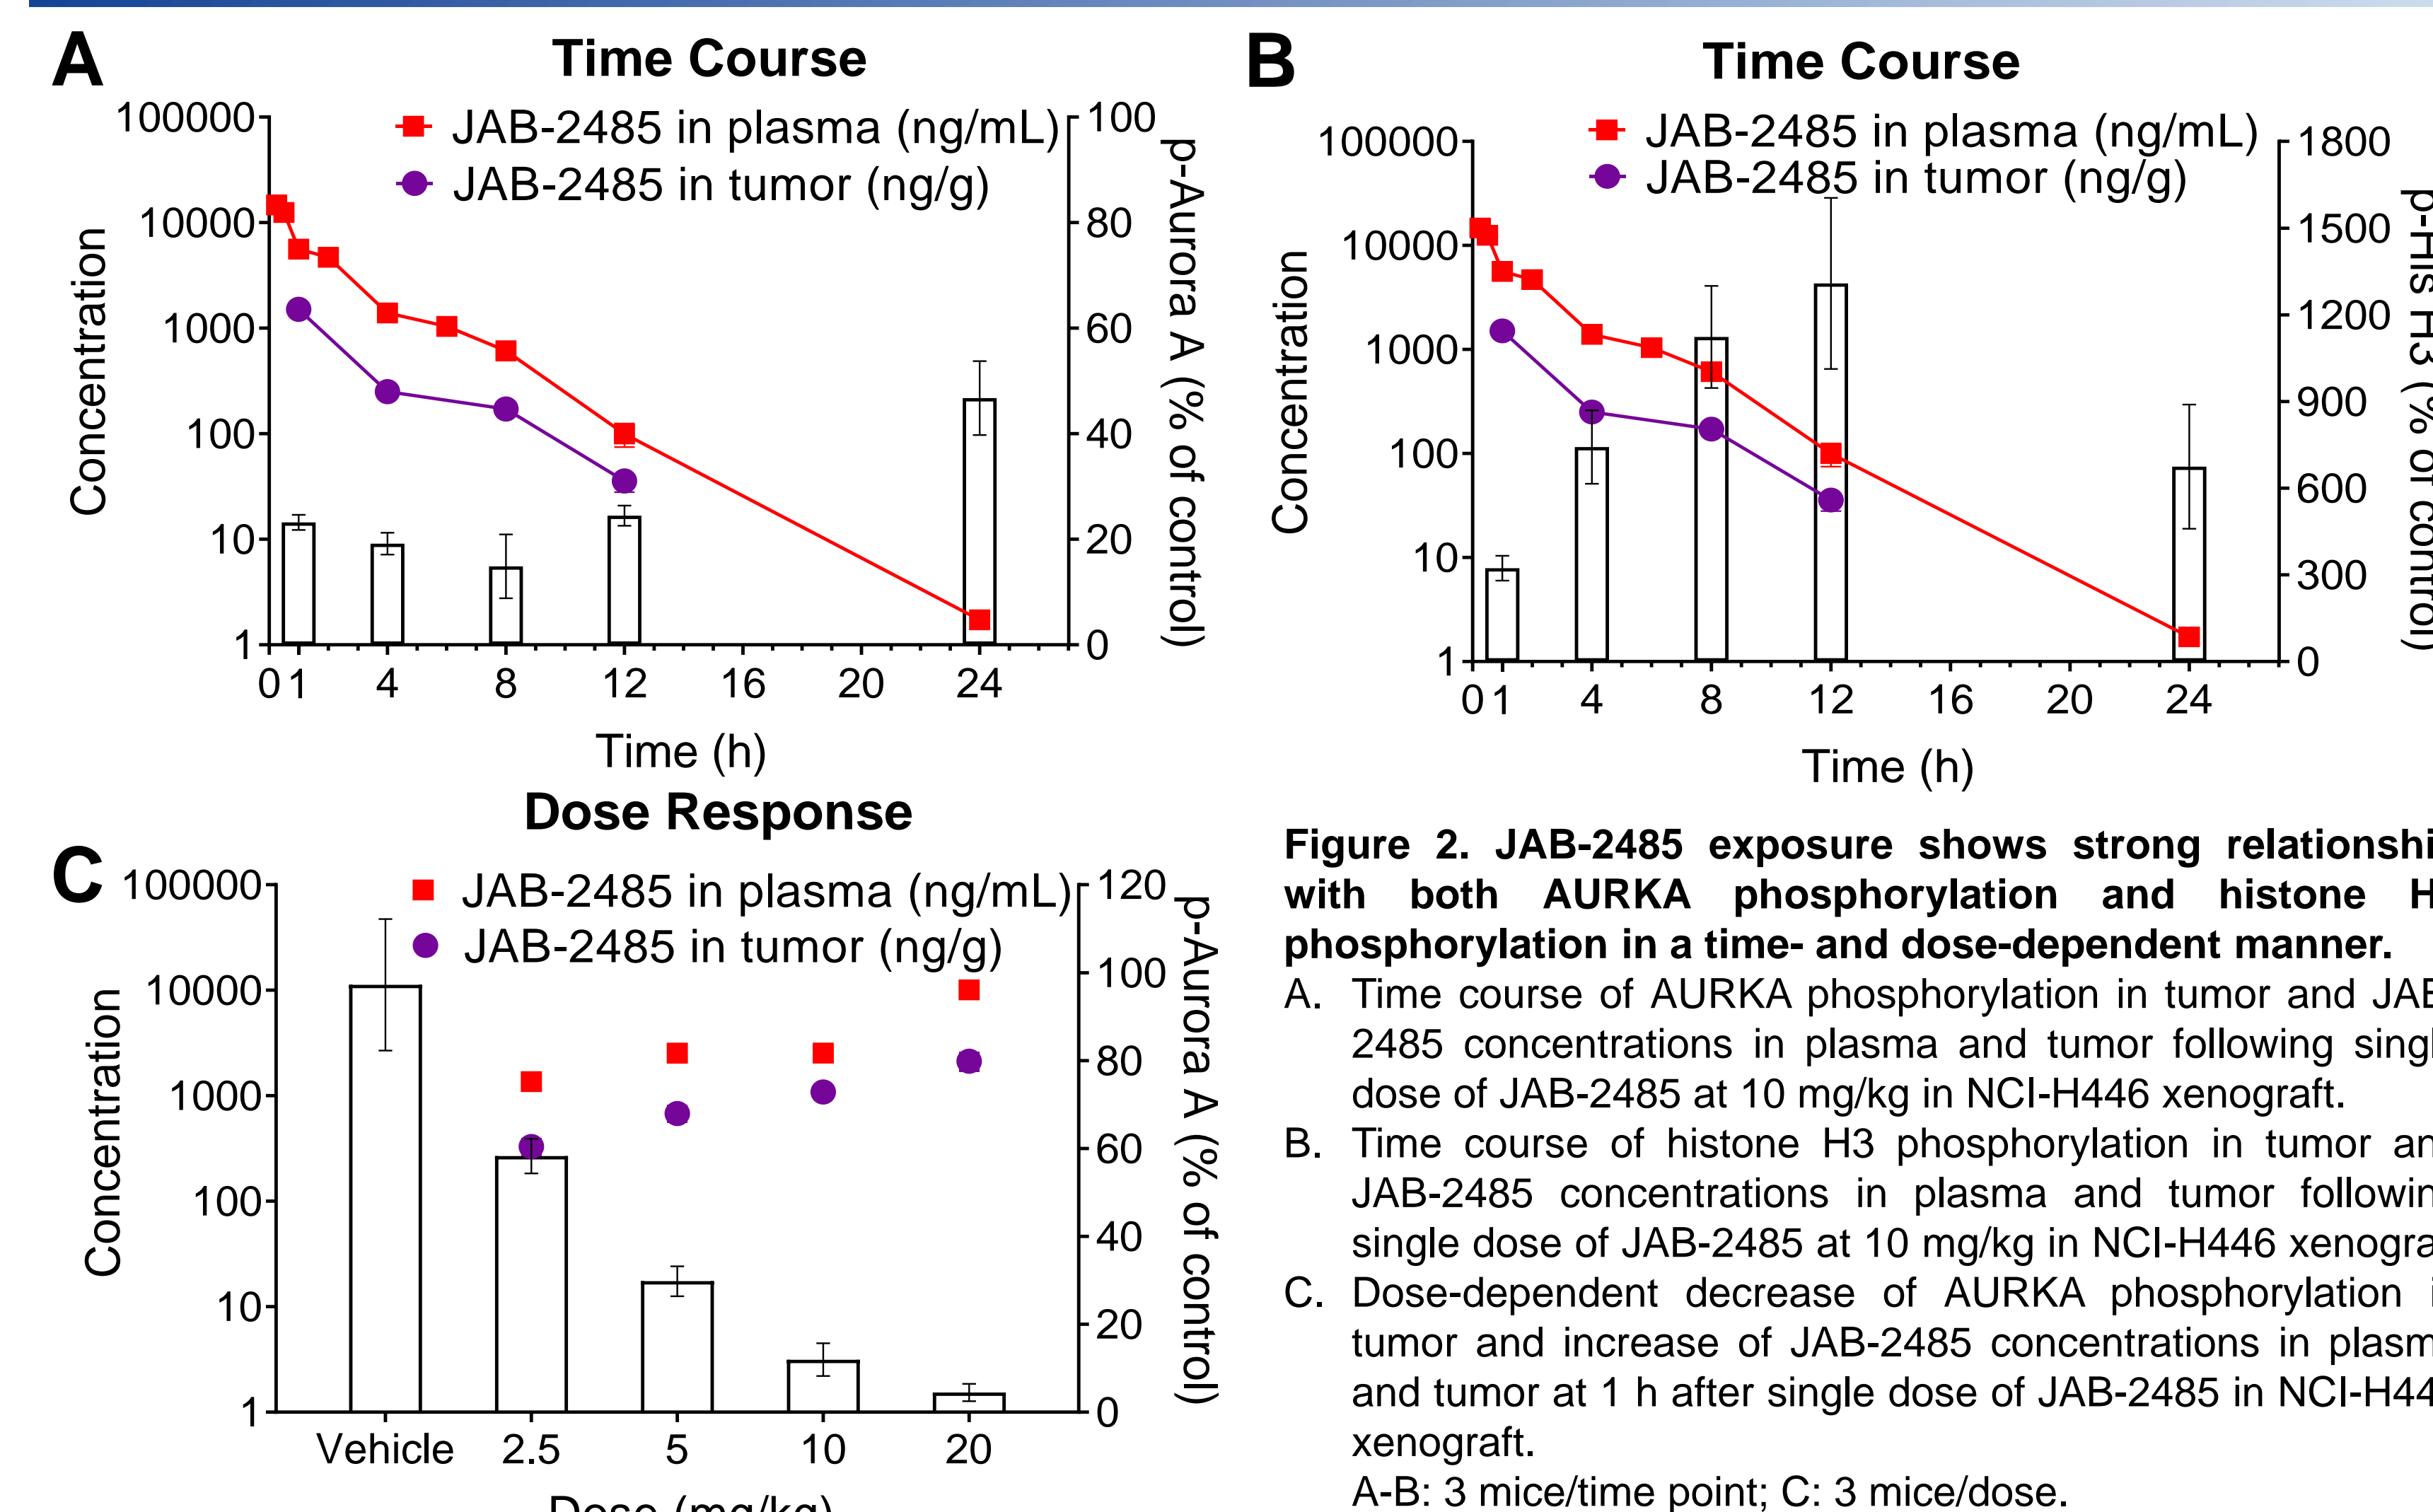 A
Time Course
JAB-2485 in plasma (ng/mL)
JAB-2485 in tumor (ng/g)
100000
10000
1000
100
10
1
Concentration
100
80
60
40
20
0
p-Aurora A (% of control)
0 1 4 8 12 16 20 24
Time (h)
B
Time Course
JAB-2485 in plasma (ng/mL)
JAB-2485 in tumor (ng/g)
100000
10000
1000
100
10
1
Concentration
1800
1500
1200
900
600
300
0
p-His H3 (% of control)
0 1 4 8 12 16 20 24
Time (h)
C
Dose Response
JAB-2485 in plasma (ng/mL)
JAB-2485 in tumor (ng/g)
100000
10000
1000
100
10
1
Concentration
120
100
80
60
40
20
0
p-Aurora A (% of control)
Vehicle 2.5 5 10 20
Dose (mg/kg)
Figure 2. JAB-2485 exposure shows strong
with both AURKA phosphorylation and histone
phosphorylation in a time- and dose-dependent manner.
A. Time course of AURKA phosphorylation in tumor and
2485 concentrations in plasma and tumor following
dose of JAB-2485 at 10 mg/kg in NCI-H446 xenograft.
B. Time course of histone H3 phosphorylation in tumor
JAB-2485 concentrations in plasma and tumor
single dose of JAB-2485 at 10 mg/kg in NCI-H446
C. Dose-dependent decrease of AURKA phosphorylation
tumor and increase of JAB-2485 concentrations in
and tumor at 1 h after single dose of JAB-2485 in
xenograft.
A-B: 3 mice/time point; C: 3 mice/dose.